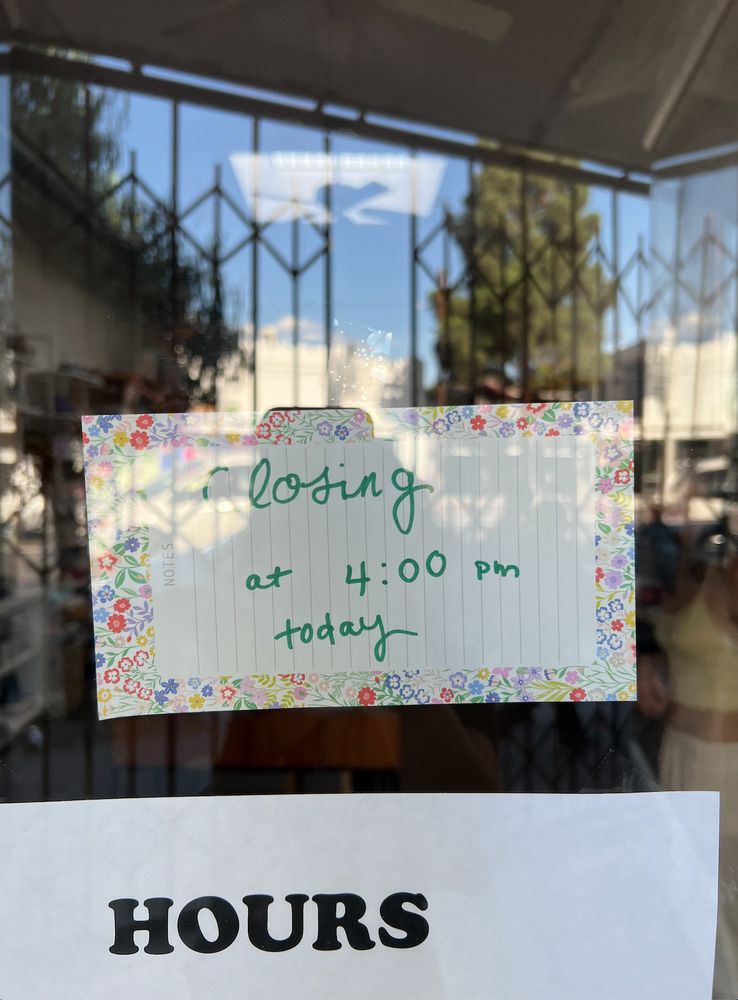 Closing
at 4:00 pm
today
NOTES
HOURS